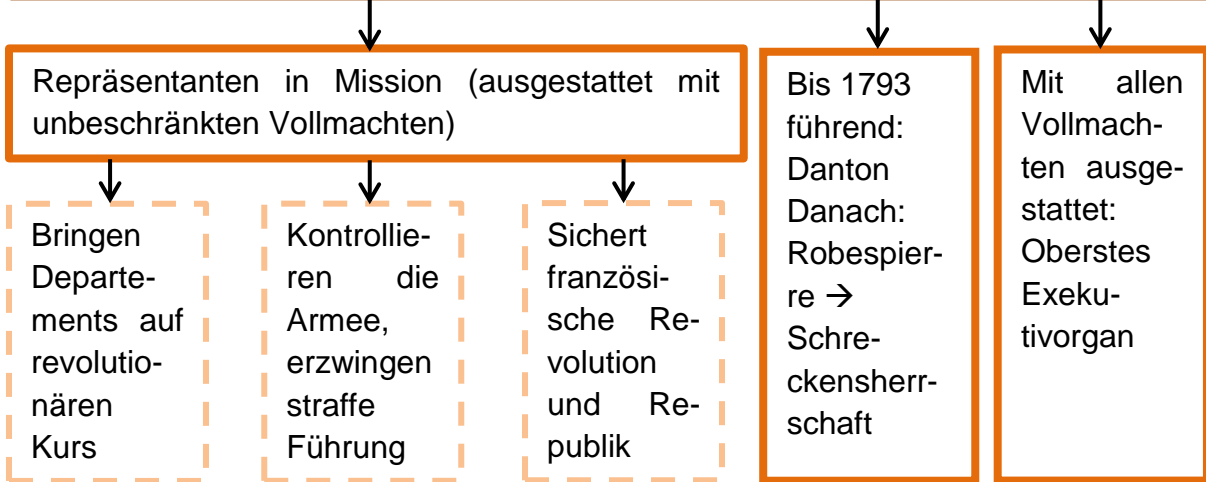 Repräsentanten in Mission (ausgestattet mit
unbeschränkten Vollmachten)
Bringen
Departe-
ments auf
revolutio-
nären
Kurs
Kontrollie-
ren die
Armee,
erzwingen
straffe
Führung
Sichert
französi-
sche Re-
volution
und Re-
publik
Bis 1793
führend:
Danton
Danach:
Robespier-
re →
Schre-
ckensherr-
schaft
Mit allen
Vollmach-
ten ausge-
stattet:
Oberstes
Exeku-
tivorgan